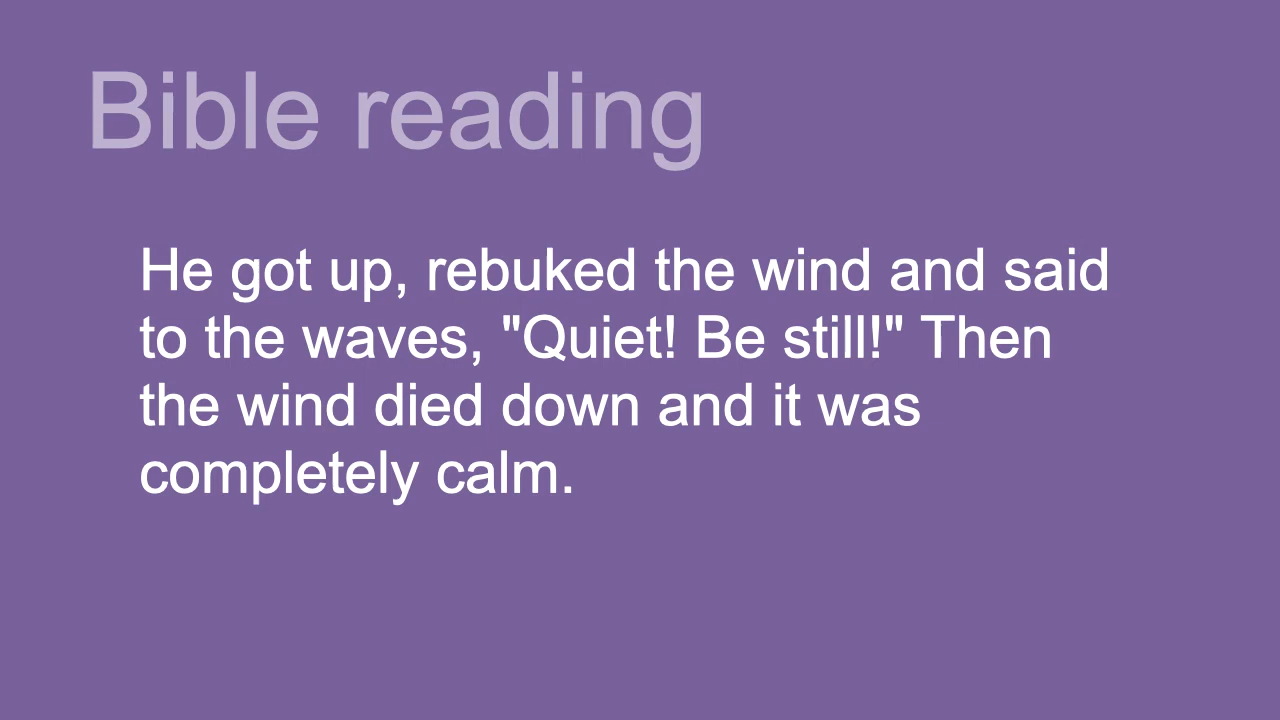 Bible reading
He got up, rebuked the wind and said
to the waves, "Quiet! Be still!" Then
the wind died down and it was
completely calm.